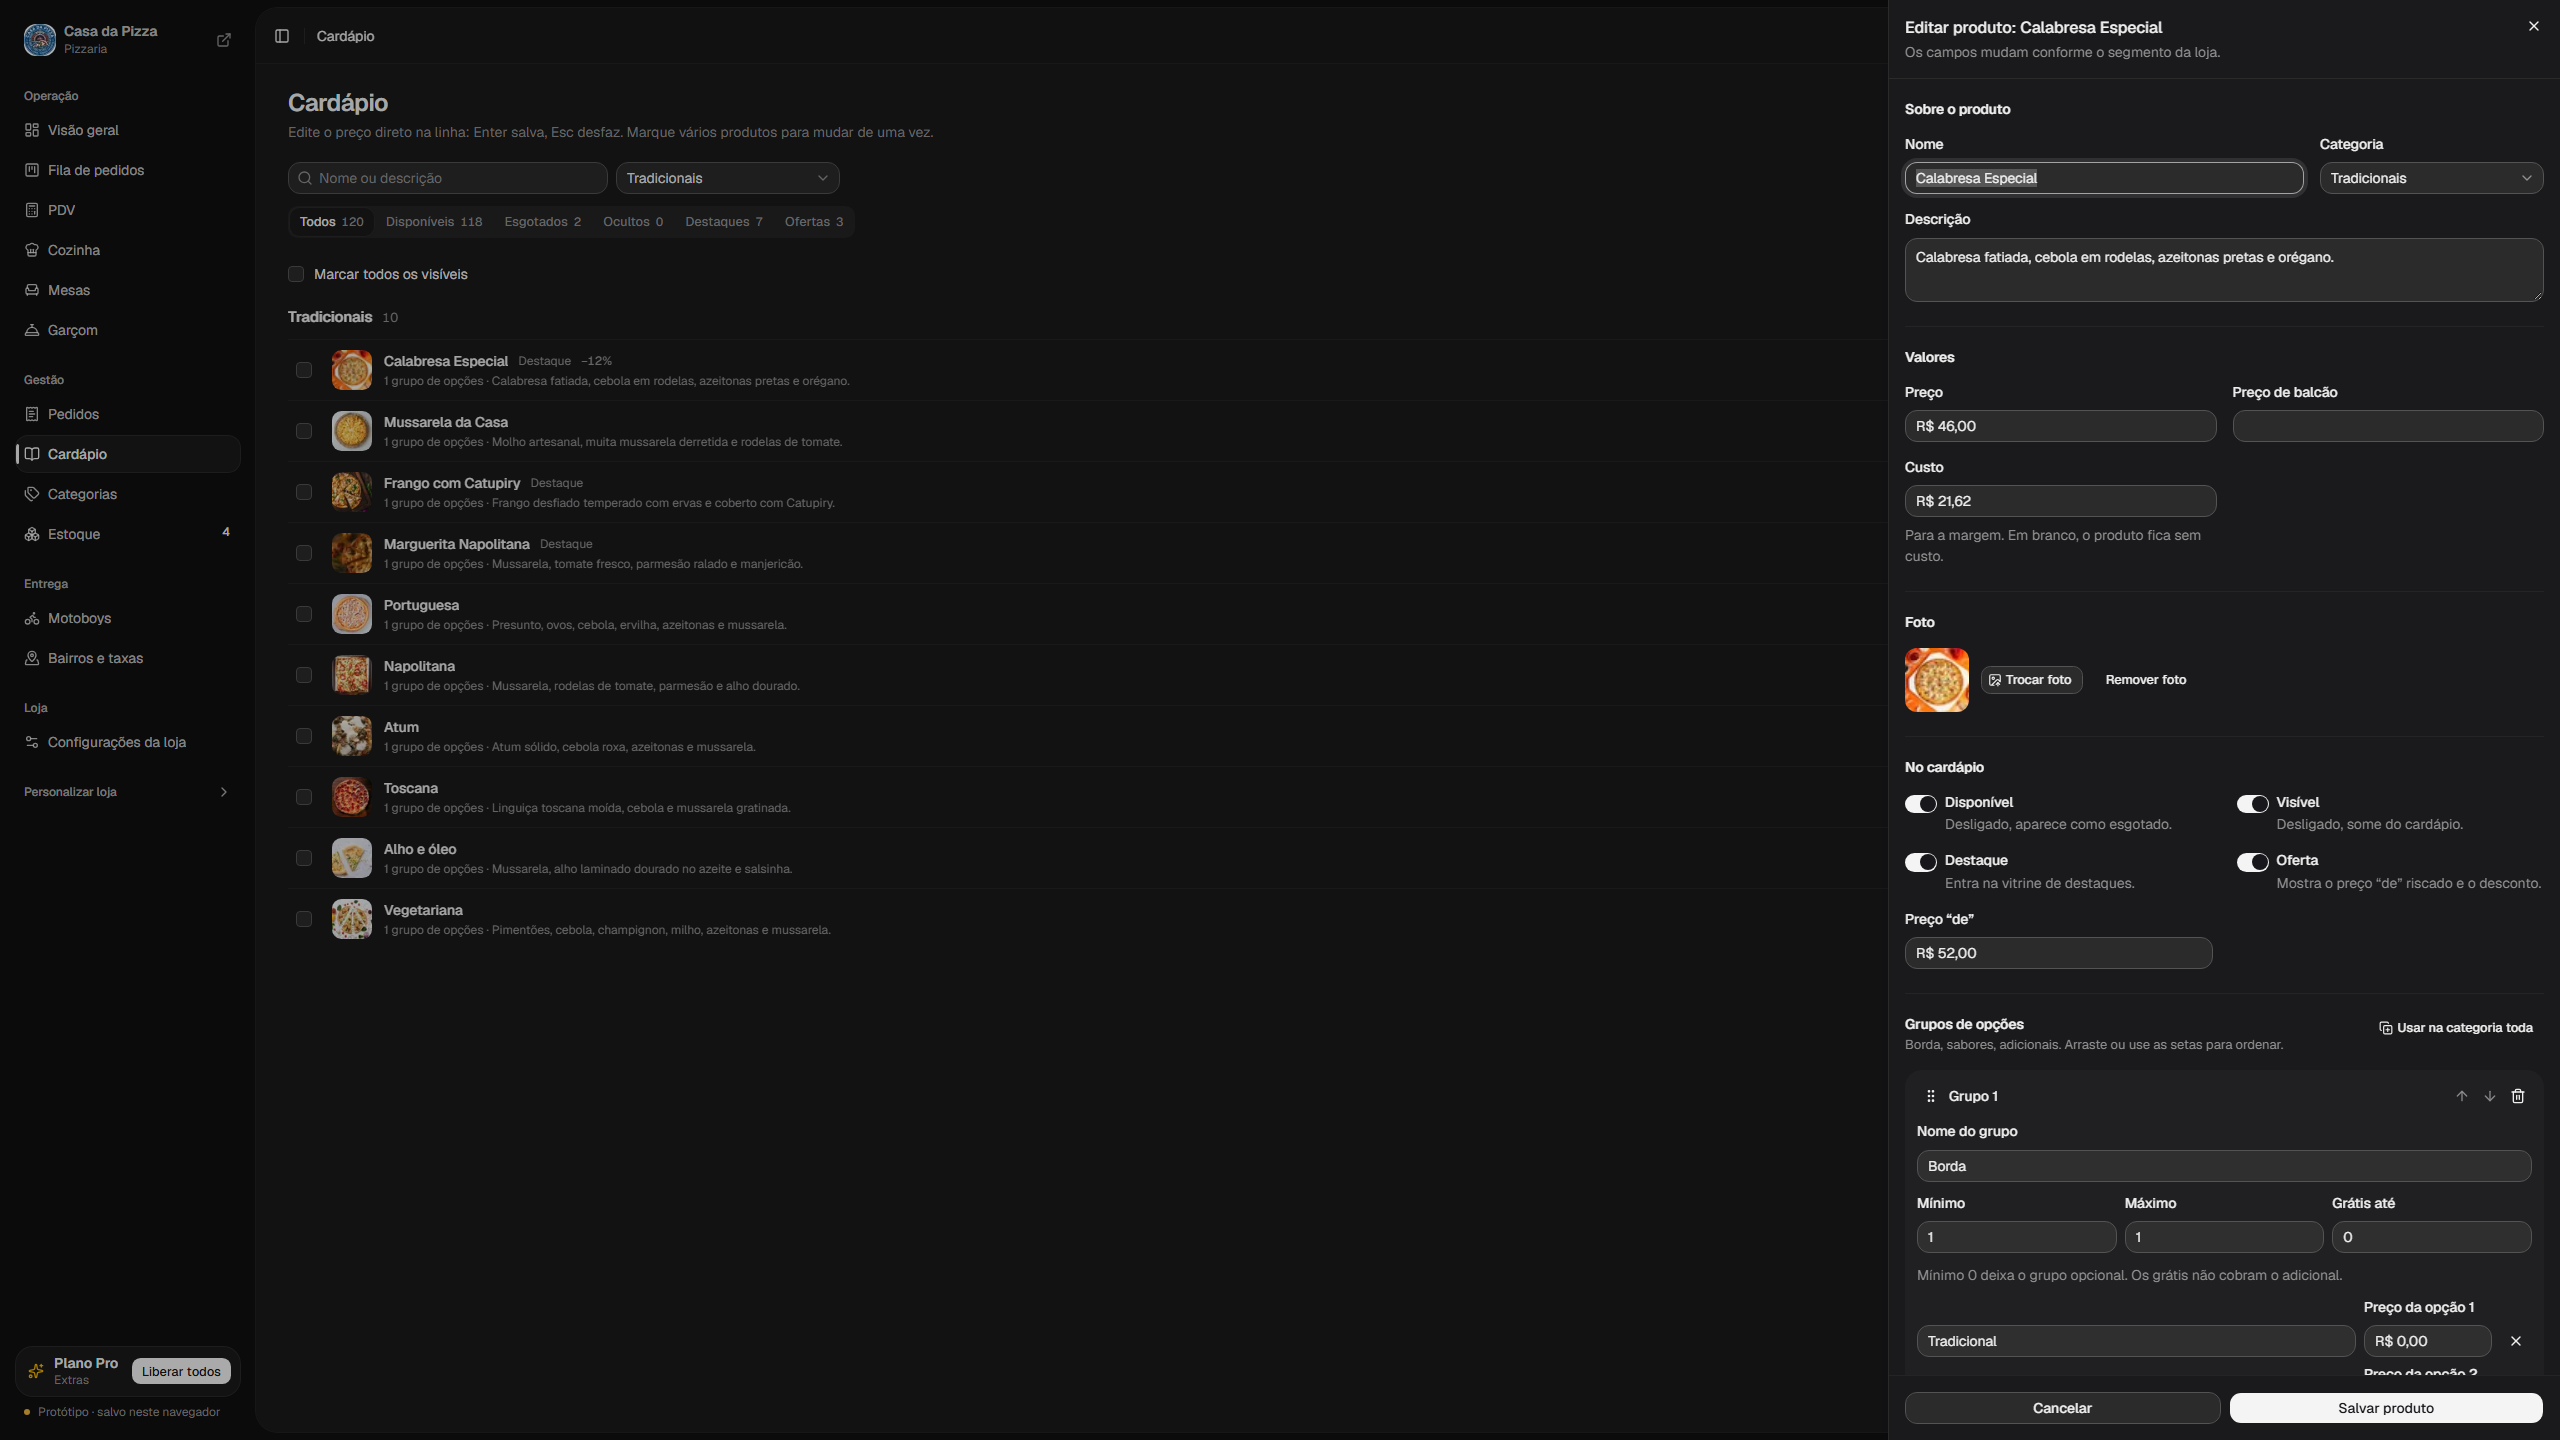 Casa da Pizza
Pizzaria
Operação
Visão geral
Fila de pedidos
PDV
Cozinha
Mesas
Garçom
Gestão
Pedidos
Cardápio
Categorias
Estoque 4
Entrega
Motoboys
Bairros e taxas
Loja
Configurações da loja
Personalizar loja
Plano Pro
Extras
Liberar todos
Protótipo · salvo neste navegador
Cardápio
Cardápio
Edite o preço direto na linha: Enter salva, Esc desfaz. Marque vários produtos para mudar de uma vez.
Nome ou descrição Tradicionais
Todos 120 Disponíveis 118 Esgotados 2 Ocultos 0 Destaques 7 Ofertas 3
Marcar todos os visíveis
Tradicionais 10
Calabresa Especial Destaque −12%
1 grupo de opções · Calabresa fatiada, cebola em rodelas, azeitonas pretas e orégano.
Mussarela da Casa
1 grupo de opções · Molho artesanal, muita mussarela derretida e rodelas de tomate.
Frango com Catupiry Destaque
1 grupo de opções · Frango desfiado temperado com ervas e coberto com Catupiry.
Marguerita Napolitana Destaque
1 grupo de opções · Mussarela, tomate fresco, parmesão ralado e manjericão.
Portuguesa
1 grupo de opções · Presunto, ovos, cebola, ervilha, azeitonas e mussarela.
Napolitana
1 grupo de opções · Mussarela, rodelas de tomate, parmesão e alho dourado.
Atum
1 grupo de opções · Atum sólido, cebola roxa, azeitonas e mussarela.
Toscana
1 grupo de opções · Linguiça toscana moída, cebola e mussarela gratinada.
Alho e óleo
1 grupo de opções · Mussarela, alho laminado dourado no azeite e salsinha.
Vegetariana
1 grupo de opções · Pimentões, cebola, champignon, milho, azeitonas e mussarela.
Editar produto: Calabresa Especial
Os campos mudam conforme o segmento da loja.
Sobre o produto
Nome Categoria
Calabresa Especial Tradicionais
Descrição
Calabresa fatiada, cebola em rodelas, azeitonas pretas e orégano.
Valores
Preço Preço de balcão
R$ 46,00
Custo
R$ 21,62
Para a margem. Em branco, o produto fica sem
custo.
Foto
Trocar foto Remover foto
No cardápio
Disponível Visível
Desligado, aparece como esgotado. Desligado, some do cardápio.
Destaque Oferta
Entra na vitrine de destaques. Mostra o preço “de” riscado e o desconto.
Preço “de”
R$ 52,00
Grupos de opções Usar na categoria toda
Borda, sabores, adicionais. Arraste ou use as setas para ordenar.
Grupo 1
Nome do grupo
Borda
Mínimo Máximo Grátis até
1 1 0
Mínimo 0 deixa o grupo opcional. Os grátis não cobram o adicional.
Preço da opção 1
Tradicional R$ 0,00
Preço da opção 2
Cancelar Salvar produto